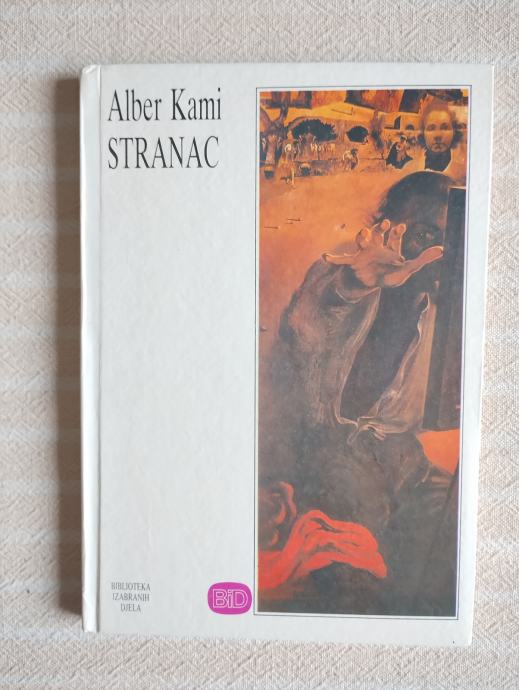 Alber Kami
STRANAC
BIBLIOTEKA
IZABRANIH
DJELA
BiD